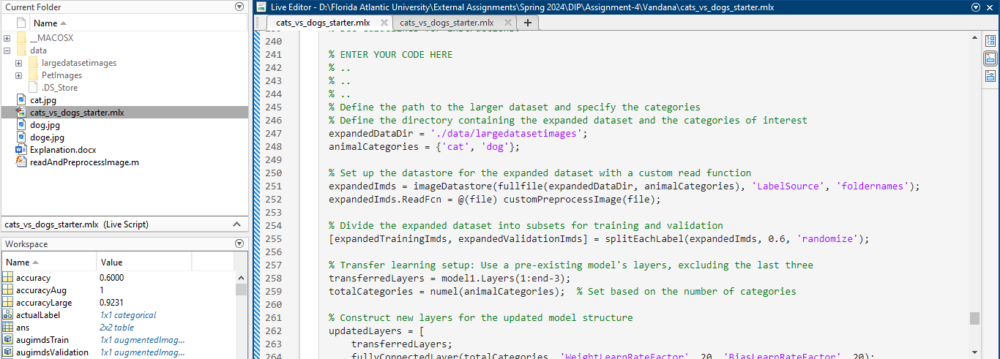 Current Folder
Name
__MACOSX
data
largedatasetimages
PetImages
.DS_Store
cat.jpg
cats_vs_dogs_starter.mlx
dog.jpg
doge.jpg
Explanation.docx
readAndPreprocessImage.m
cats_vs_dogs_starter.mlx (Live Script)
Workspace
Name Value
accuracy 0.6000
accuracyAug 1
accuracyLarge 0.9231
actualLabel 1x1 categorical
ans 2x2 table
augimdsTrain 1x1 augmentedImag...
augimdsValidation 1x1 augmentedImag...
Live Editor - D:\Florida Atlantic University\External Assignments\Spring 2024\DIP\Assignment-4\Vandana\cats_vs_dogs_starter.mlx
cats_vs_dogs_starter.mlx cats_vs_dogs_starter.mlx
240
241 % ENTER YOUR CODE HERE
242 % ..
243 % ..
244 % ..
245 % Define the path to the larger dataset and specify the categories
246 % Define the directory containing the expanded dataset and the categories of interest
247 expandedDataDir = './data/largedatasetimages';
248 animalCategories = {'cat', 'dog'};
249
250 % Set up the datastore for the expanded dataset with a custom read function
251 expandedImds = imageDatastore(fullfile(expandedDataDir, animalCategories), 'LabelSource', 'foldernames');
252 expandedImds.ReadFcn = @(file) customPreprocessImage(file);
253
254 % Divide the expanded dataset into subsets for training and validation
255 [expandedTrainingImds, expandedValidationImds] = splitEachLabel(expandedImds, 0.6, 'randomize');
256
257 % Transfer learning setup: Use a pre-existing model's layers, excluding the last three
258 transferredLayers = model1.Layers(1:end-3);
259 totalCategories = numel(animalCategories); % Set based on the number of categories
260
261 % Construct new layers for the updated model structure
262 updatedLayers = [
263 transferredLayers;
264 fullyConnectedLayer(totalCategories, 'WeightLearnRateFactor', 20, 'BiasLearnRateFactor', 20);